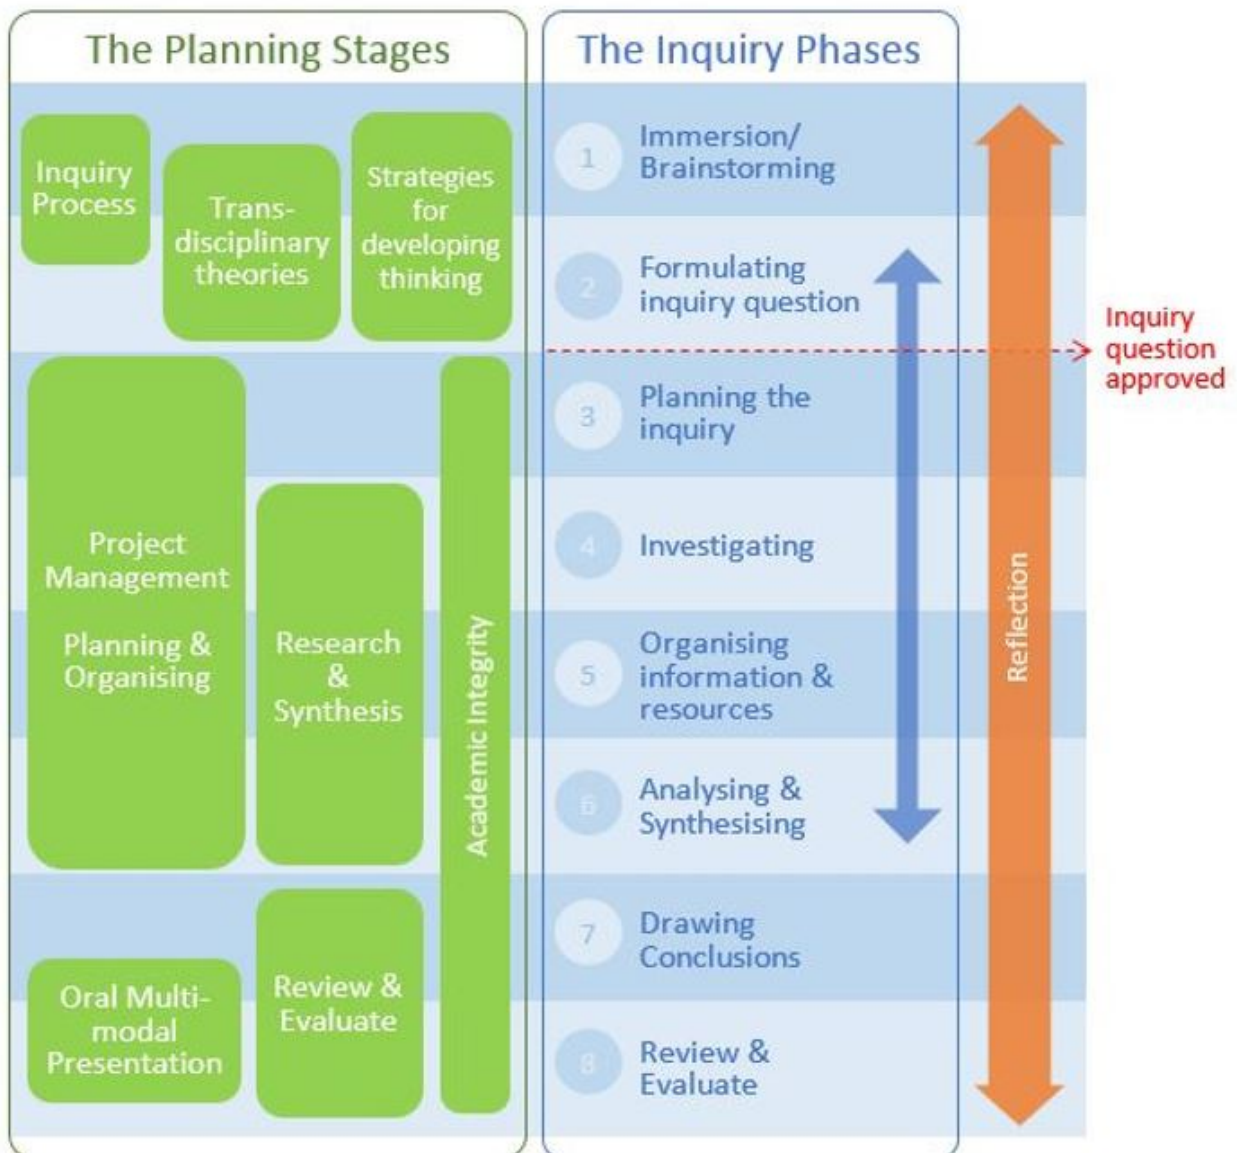 The Planning Stages
Inquiry
Process
Trans-
disciplinary
theories
Strategies
for
developing
thinking
Project
Management
Planning &
Organising
Research
&
Synthesis
Academic Integrity
Oral Multi-
modal
Presentation
Review &
Evaluate
The Inquiry Phases
1
Immersion/
Brainstorming
2
Formulating
inquiry question
3
Planning the
inquiry
4
Investigating
5
Organising
information &
resources
6
Analysing &
Synthesising
7
Drawing
Conclusions
8
Review &
Evaluate
Reflection
Inquiry
question
approved